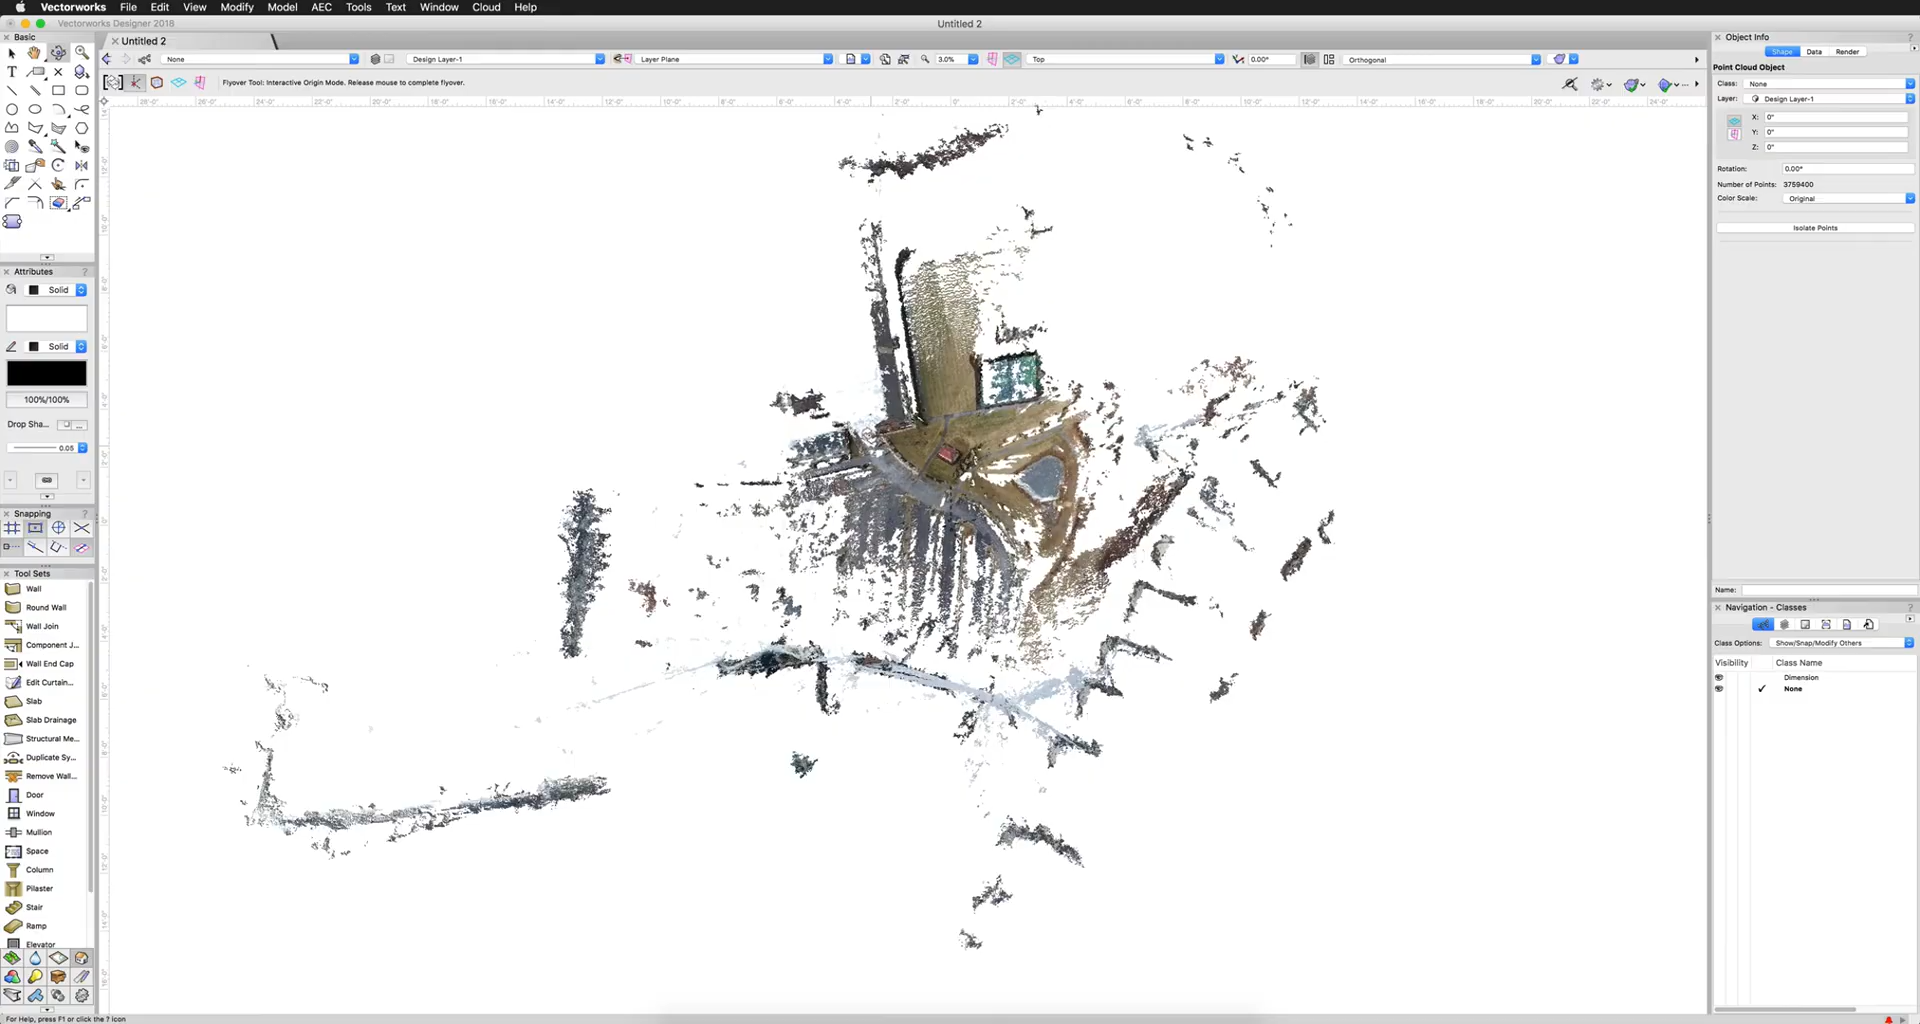 Vectorworks File Edit View Modify Model AEC Tools Text Window Cloud Help
Vectorworks Designer 2018
Untitled 2
Basic
Untitled 2
None
Design Layer-1
Layer Plane
3.0%
Top
0.00°
Orthogonal
Flyover Tool: Interactive Origin Mode. Release mouse to complete flyover.
Attributes
Solid
Solid
100%/100%
Drop Sha...
0.05
Snapping
Tool Sets
Wall
Round Wall
Wall Join
Component J...
Wall End Cap
Edit Curtain...
Slab
Slab Drainage
Structural Me...
Duplicate Sy...
Remove Wall...
Door
Window
Mullion
Space
Column
Pilaster
Stair
Ramp
Elevator
For Help, press F1 or click the ? icon
Object Info
Shape Data Render
Point Cloud Object
Class: None
Layer: Design Layer-1
X: 0"
Y: 0"
Z: 0"
Rotation: 0.00°
Number of Points: 3759400
Color Scale: Original
Isolate Points
Name:
Navigation - Classes
Class Options: Show/Snap/Modify Others
Visibility Class Name
Dimension
None